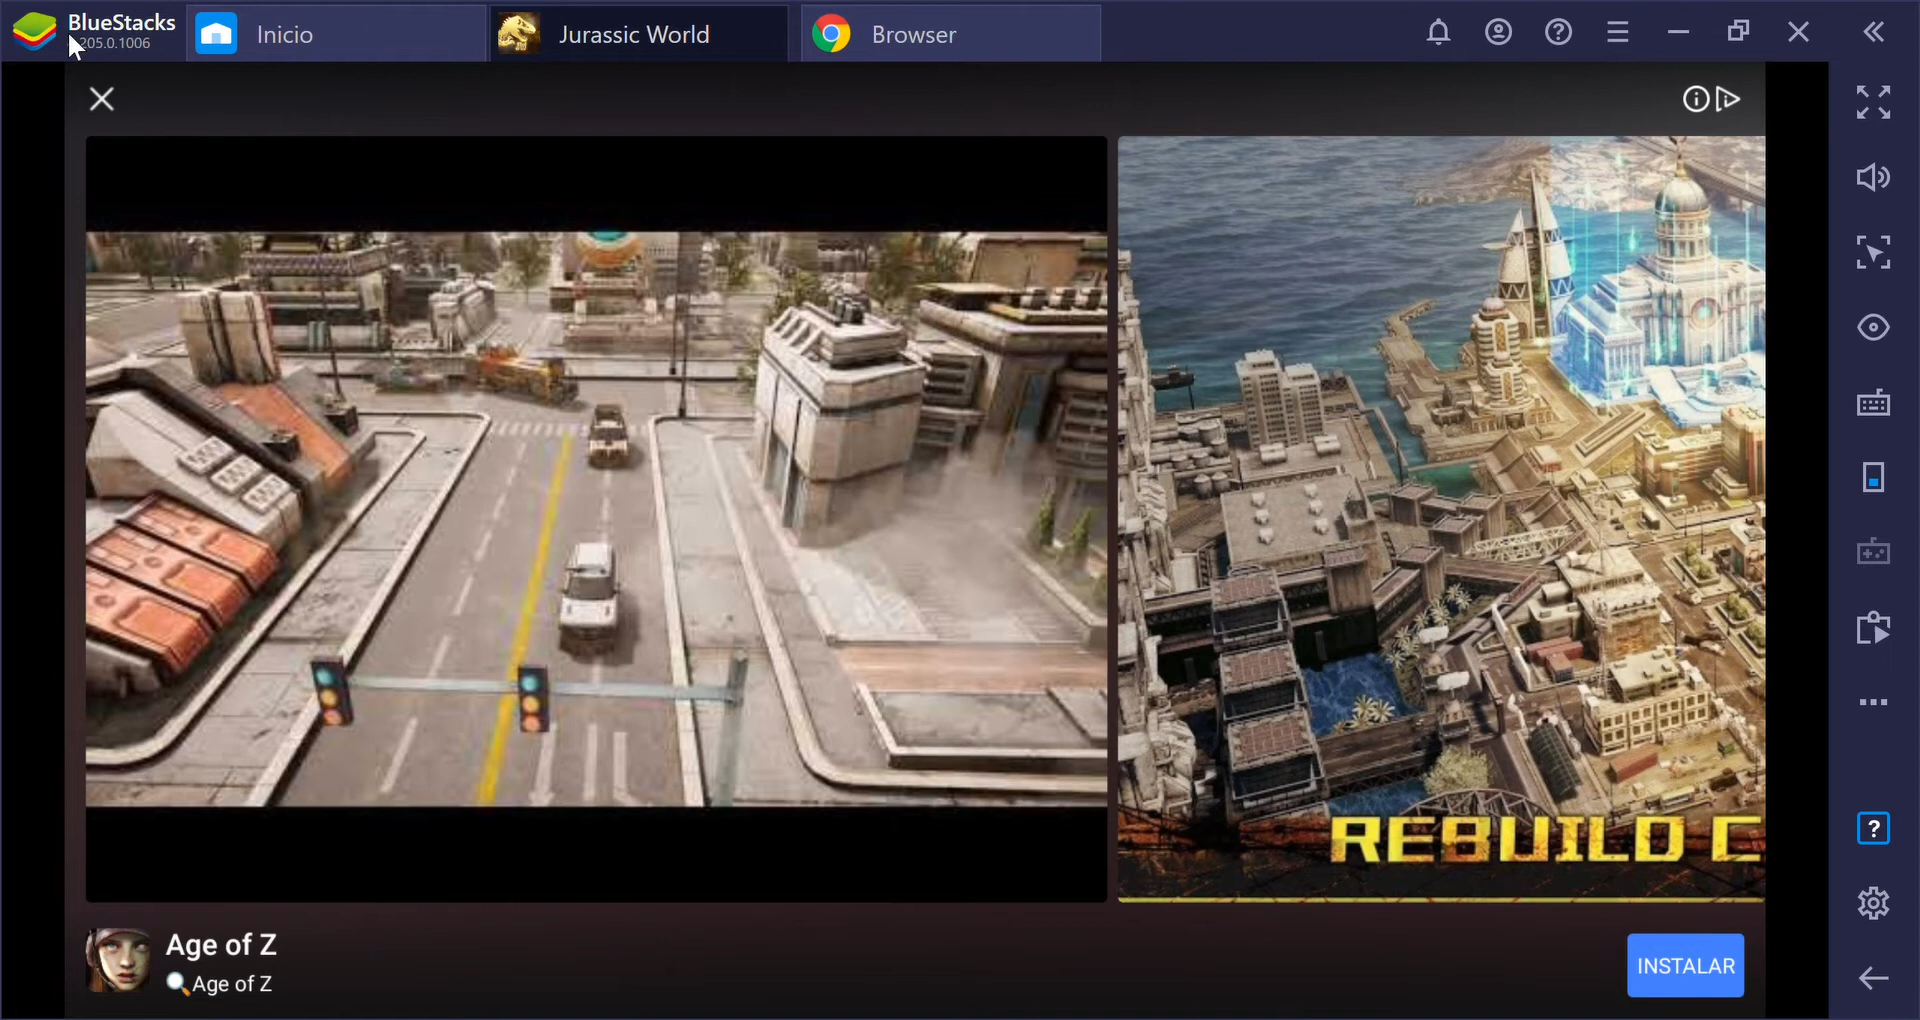 BlueStacks
205.0.1006
Inicio
Jurassic World
Browser
REBUILD C
Age of Z
Age of Z
INSTALAR